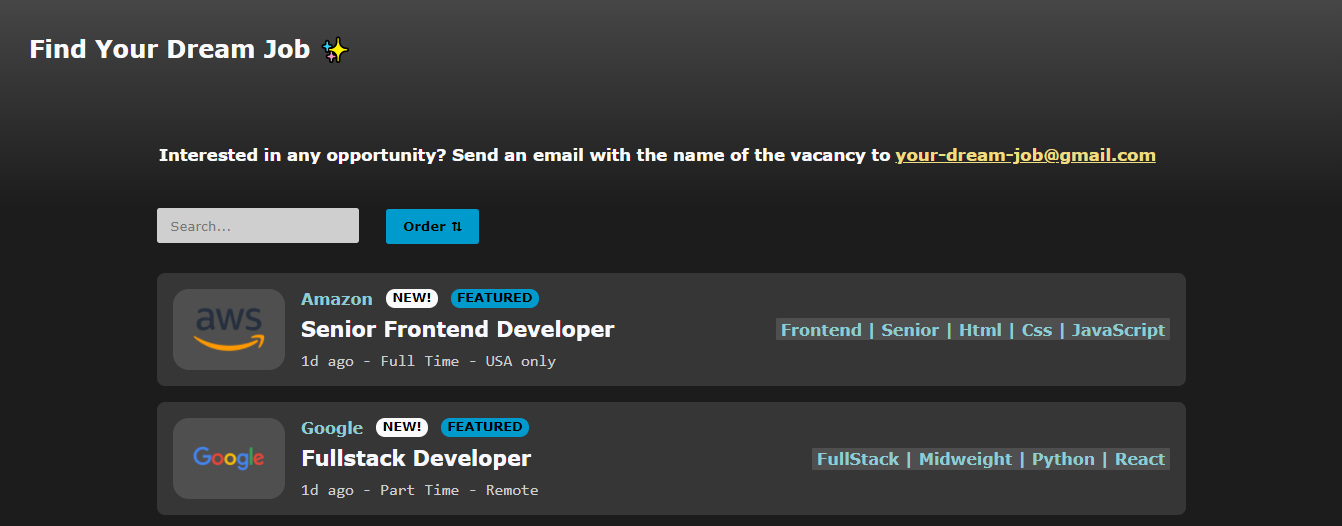 Find Your Dream Job ✨
Interested in any opportunity? Send an email with the name of the vacancy to your-dream-job@gmail.com
Search...
Order ⇅
aws
Amazon NEW! FEATURED
Senior Frontend Developer
1d ago - Full Time - USA only
Frontend | Senior | Html | Css | JavaScript
Google
Google NEW! FEATURED
Fullstack Developer
1d ago - Part Time - Remote
FullStack | Midweight | Python | React